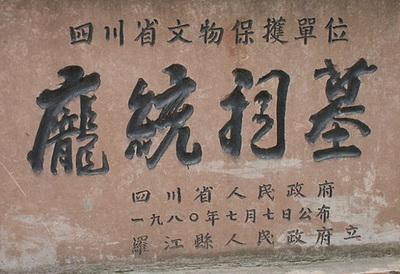 四川省文物保護單位
龐統祠墓
四川省人民政府
一九八〇年七月七日公布
羅江縣人民政府立